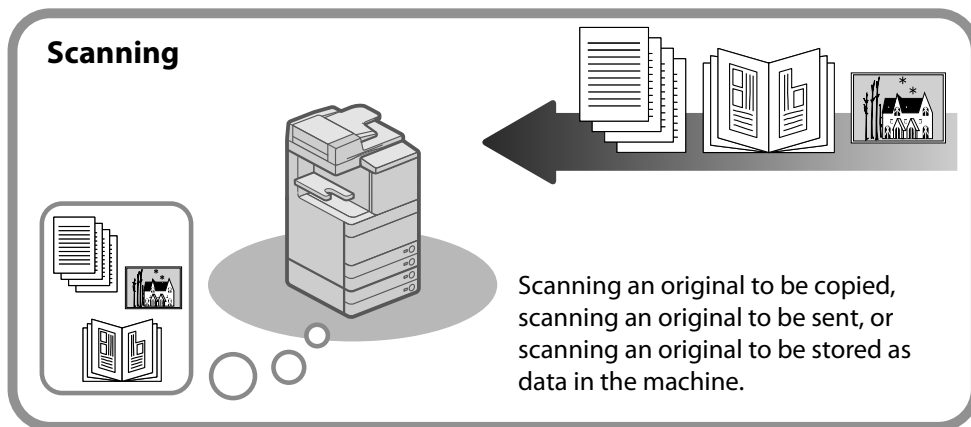 Scanning
Scanning an original to be copied,
scanning an original to be sent, or
scanning an original to be stored as
data in the machine.